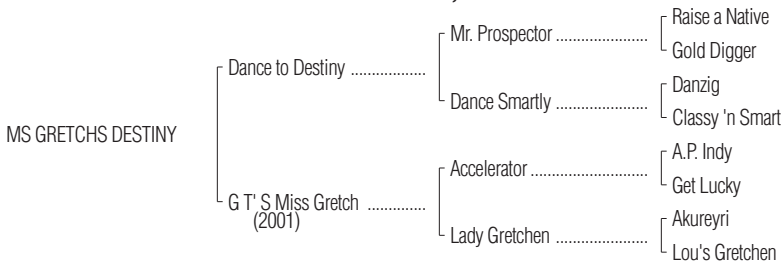 Raise a Native
Mr. Prospector ......................
Gold Digger
Dance to Destiny ..................
Danzig
Dance Smartly ......................
Classy 'n Smart
MS GRETCHS DESTINY
A.P. Indy
Accelerator ............................
Get Lucky
G T' S Miss Gretch ..............
(2001)
Akureyri
Lady Gretchen ......................
Lou's Gretchen